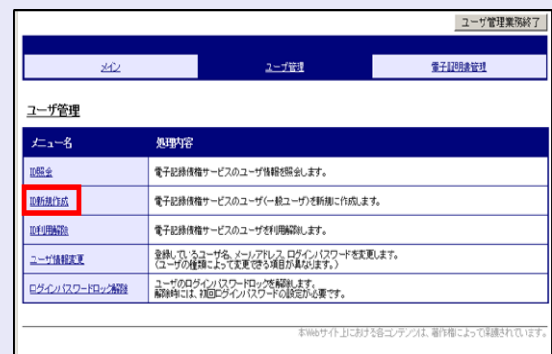 ユーザ管理業務終了
メイン
ユーザ管理
電子証明書管理
ユーザ管理
メニュー名 処理内容
ID照会 電子記録債権サービスのユーザ情報を照会します。
ID新規作成 電子記録債権サービスのユーザ(一般ユーザ)を新規に作成します。
ID利用解除 電子記録債権サービスのユーザを利用解除します。
ユーザ情報変更 登録しているユーザ名、メールアドレス、ログインパスワードを変更します。
(ユーザの種類によって変更できる項目が異なります。)
ログインパスワードロック解除 ユーザのログインパスワードロックを解除します。
解除時には、初回ログインパスワードの設定が必要です。
本Webサイト上における各コンテンツは、著作権によって保護されています。